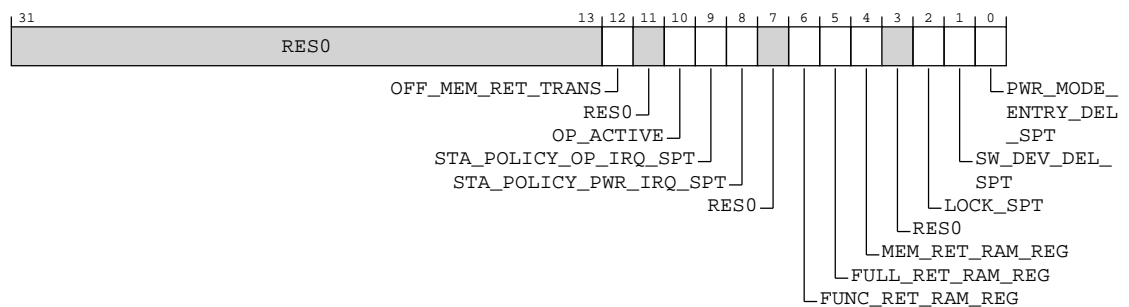 31 13 12 11 10 9 8 7 6 5 4 3 2 1 0
RES0
OFF_MEM_RET_TRANS PWR_MODE_
RES0 ENTRY_DEL
OP_ACTIVE _SPT
STA_POLICY_OP_IRQ_SPT SW_DEV_DEL_
STA_POLICY_PWR_IRQ_SPT SPT
RES0 LOCK_SPT
RES0
MEM_RET_RAM_REG
FULL_RET_RAM_REG
FUNC_RET_RAM_REG